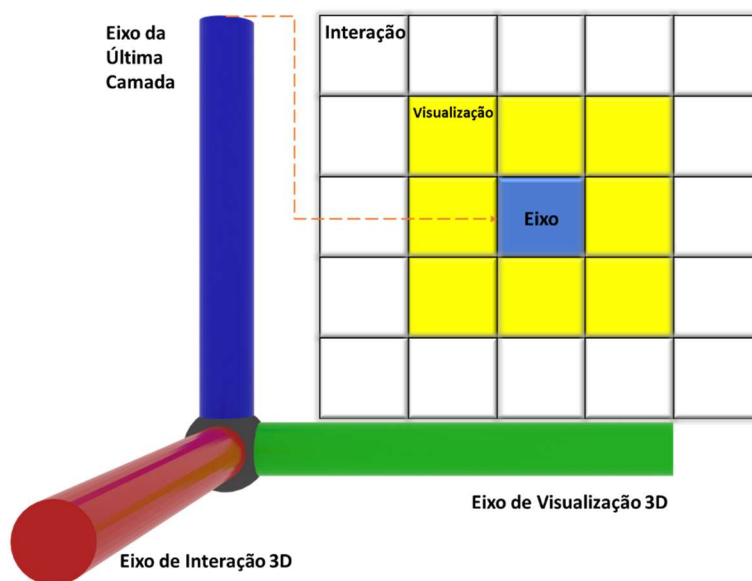 Eixo da
Última
Camada
Interação
Visualização
Eixo
Eixo de Visualização 3D
Eixo de Interação 3D